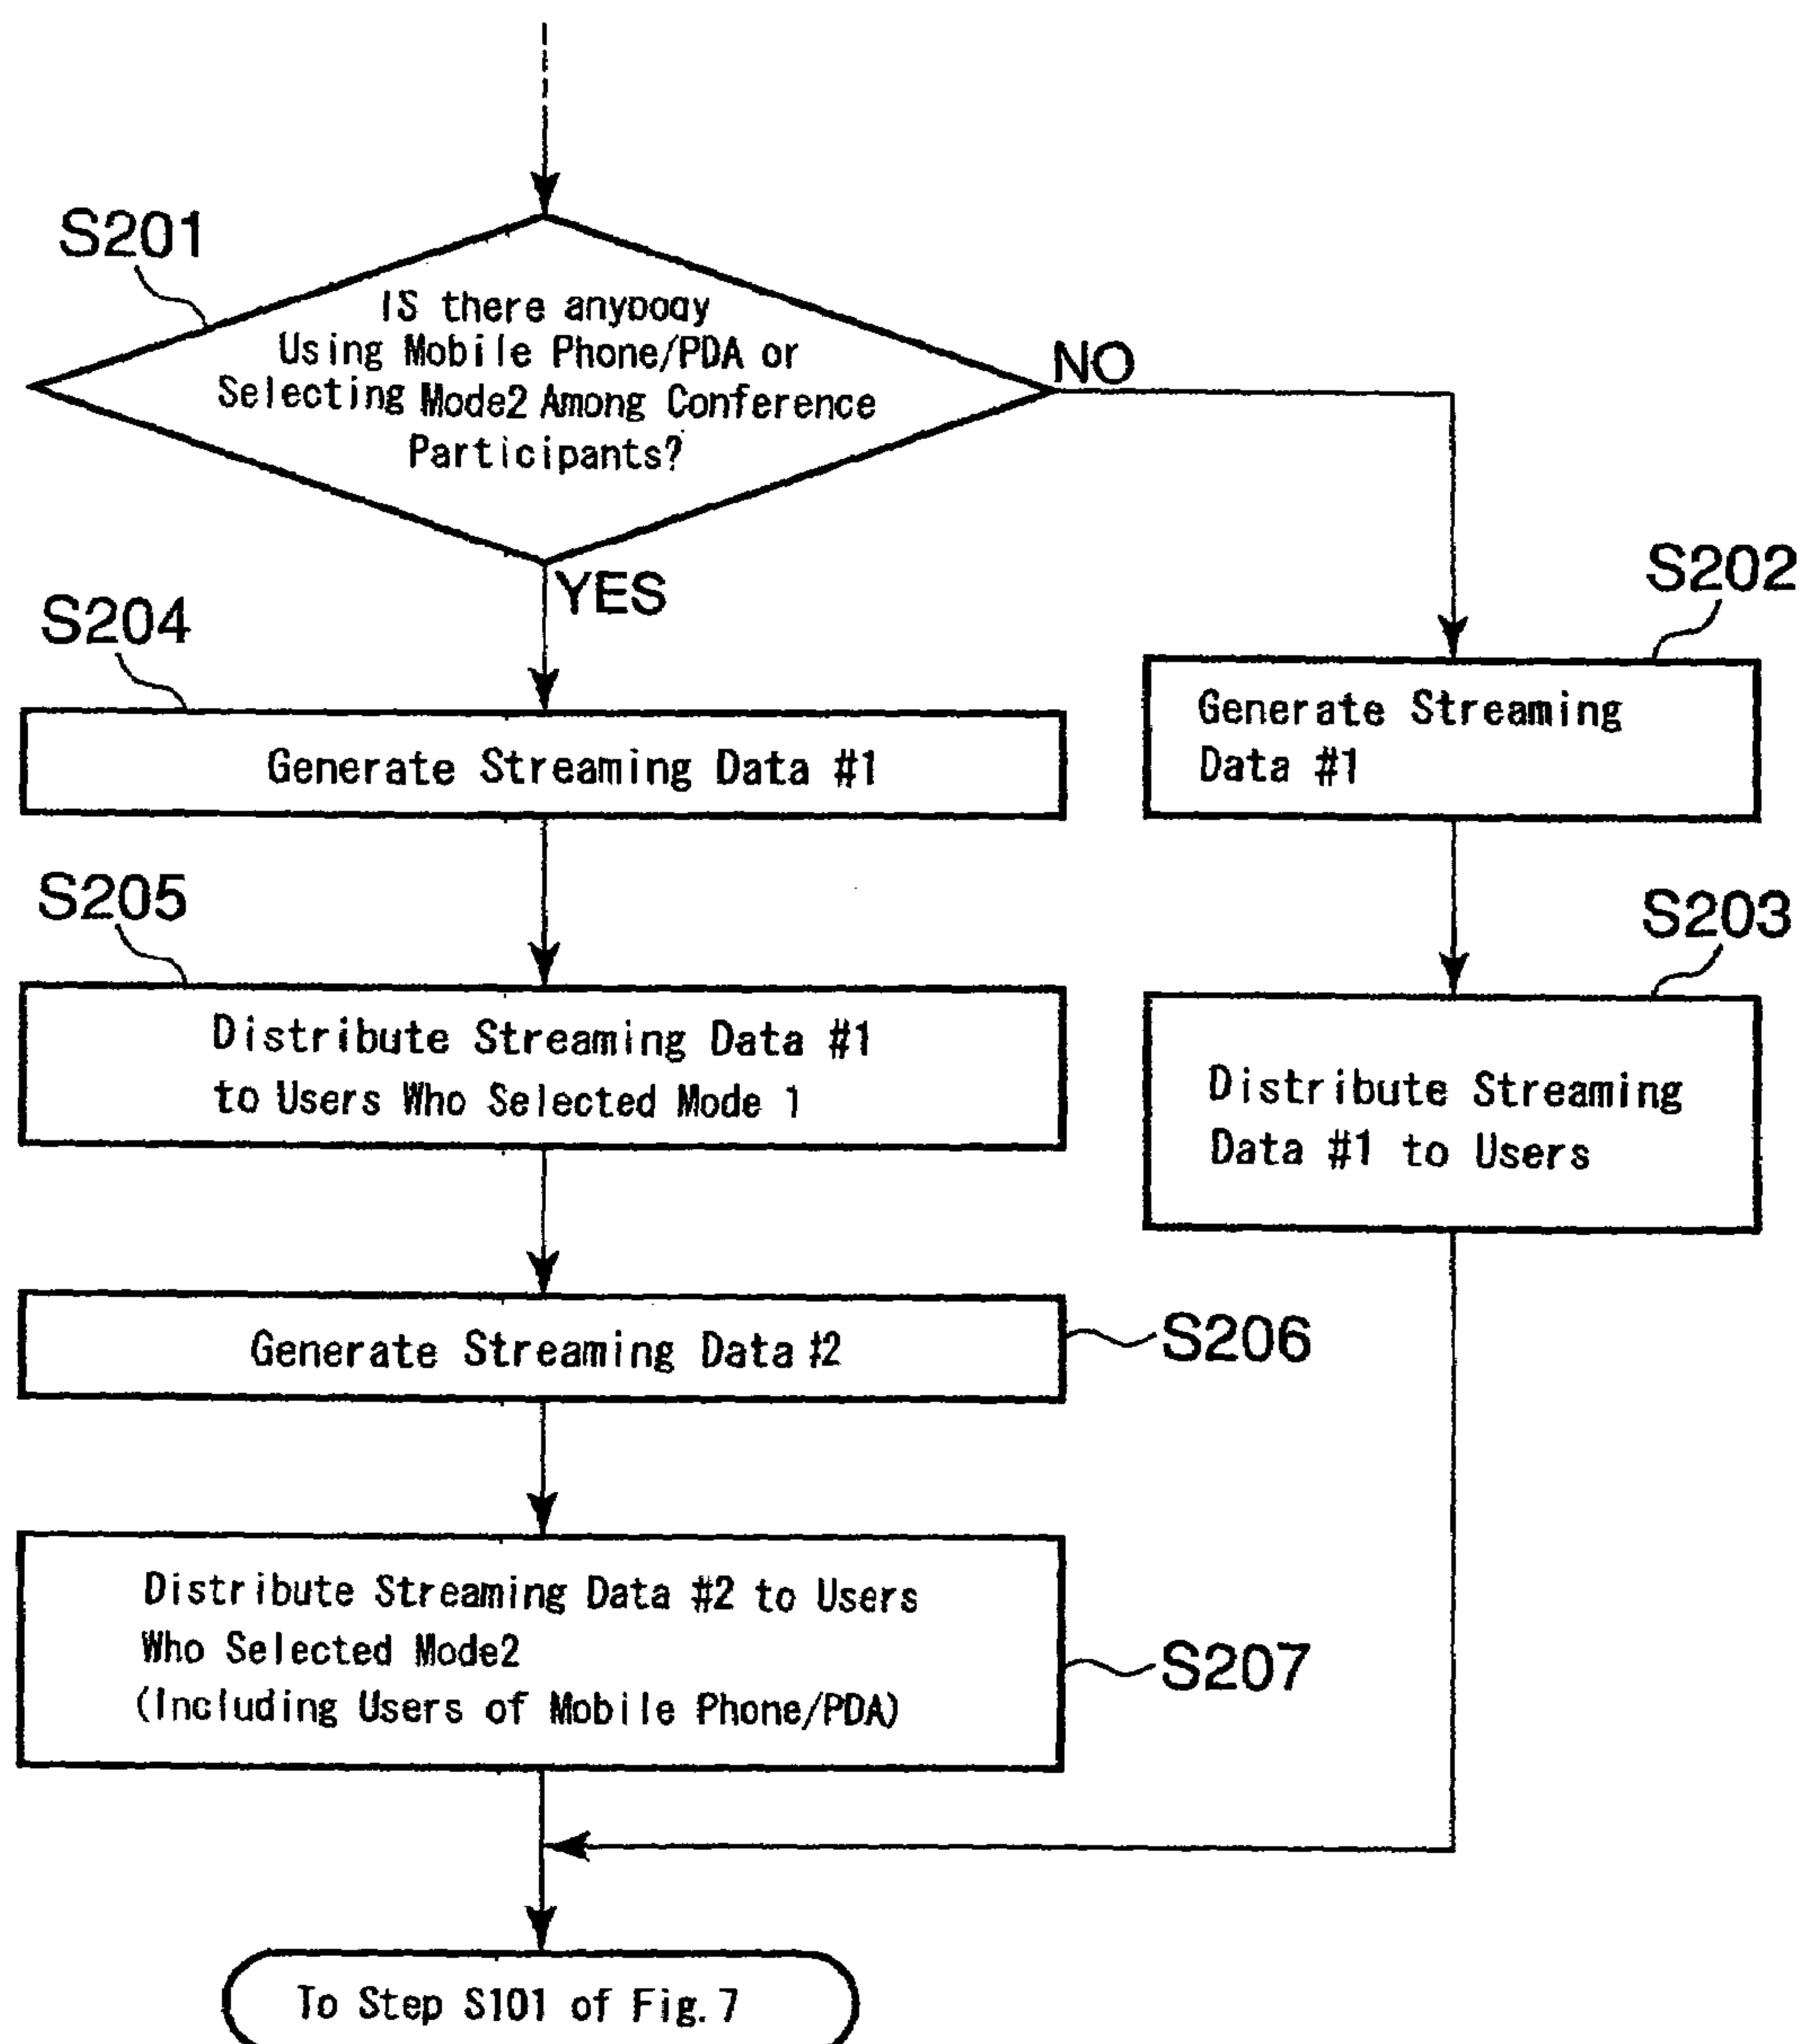 S201
IS there anybody
Using Mobile Phone/PDA or
Selecting Mode2 Among Conference
Participants?
NO
YES
S202
Generate Streaming
Data #1
S203
Distribute Streaming
Data #1 to Users
S204
Generate Streaming Data #1
S205
Distribute Streaming Data #1
to Users Who Selected Mode 1
Generate Streaming Data #2
S206
Distribute Streaming Data #2 to Users
Who Selected Mode2
(Including Users of Mobile Phone/PDA)
S207
To Step S101 of Fig. 7